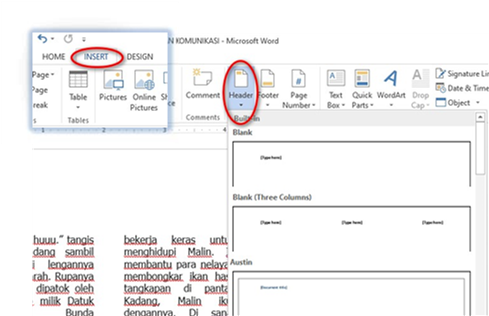 AN KOMUNIKASI - Microsoft Word
HOME INSERT DESIGN
Page
Page
reak
Table
Tables
Pictures
Online
Pictures
Comment
Comments
Header
Footer
Page
Number
Text
Box
Quick
Parts
WordArt
Drop
Cap
Signature Lin
Date & Time
Object
Built-in
Blank
[Type here]
Blank (Three Columns)
[Type here] [Type here] [Type here]
Austin
[Document title]
huuu.” tangis
dang sambil
i lengannya
rah. Rupanya
dipatok oleh
milik Datuk
Bunda
bekerja keras untu
menghidupi Malin.
membantu para nelaya
membongkar ikan has
tangkapan di panta
Kadang, Malin iku
dengannya. Di sana